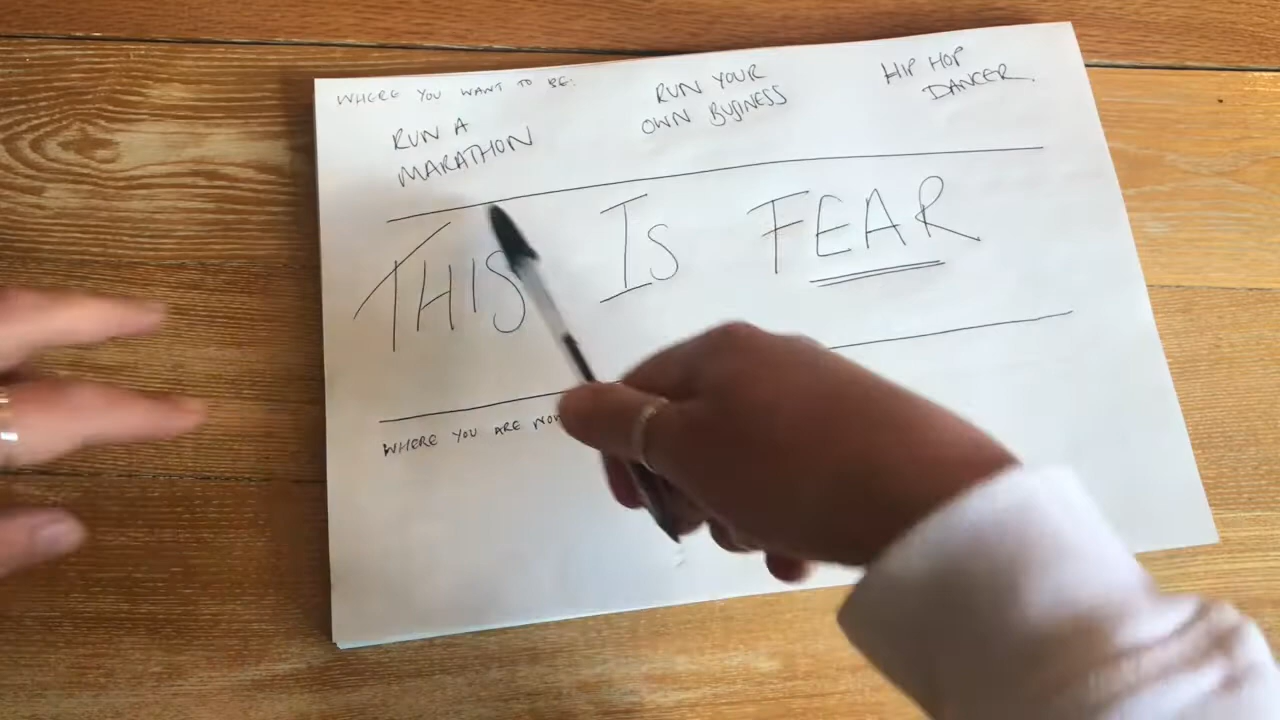 WHERE YOU WANT TO BE:
RUN A
MARATHON
RUN YOUR
OWN BUSINESS
HIP HOP
DANCER.
THIS IS FEAR
WHERE YOU ARE NOW